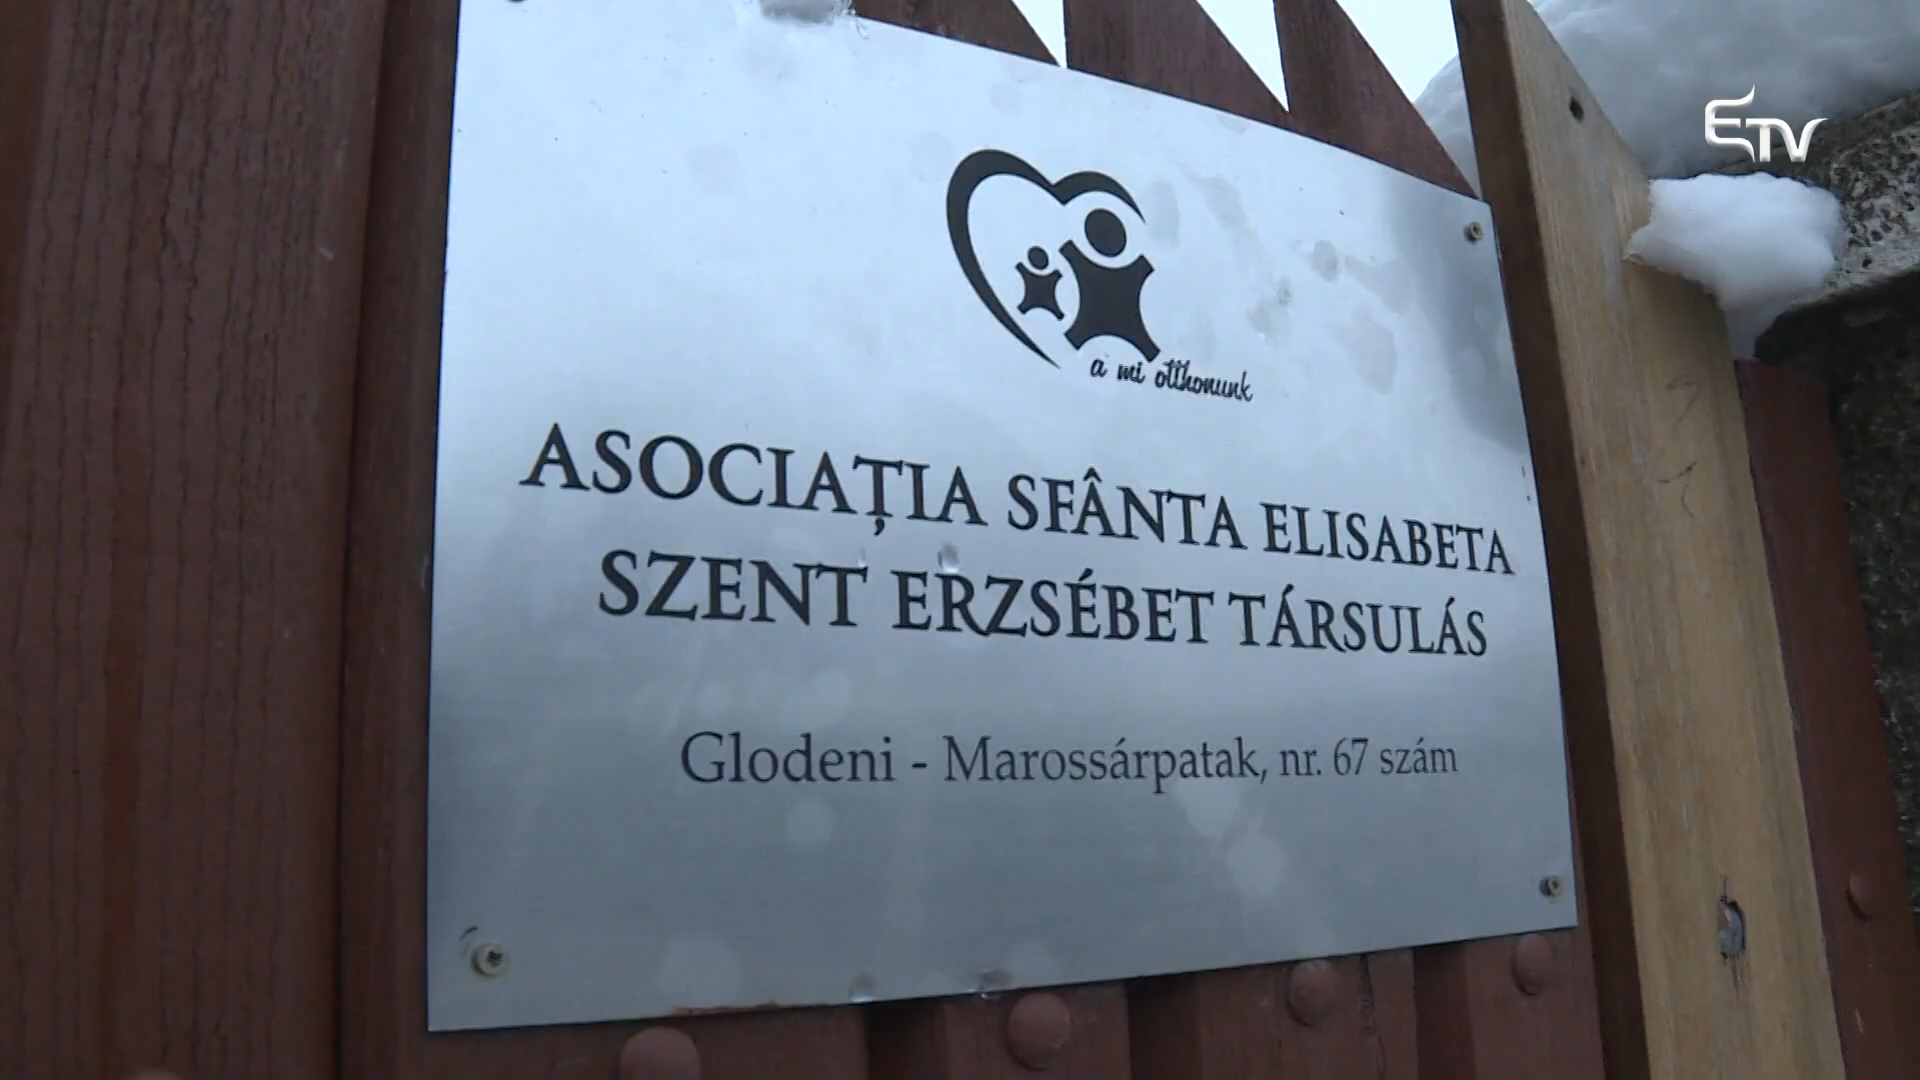 ETV
a mi otthonunk
ASOCIAȚIA SFÂNTA ELISABETA
SZENT ERZSÉBET TÁRSULÁS
Glodeni - Marossárpatak, nr. 67 szám